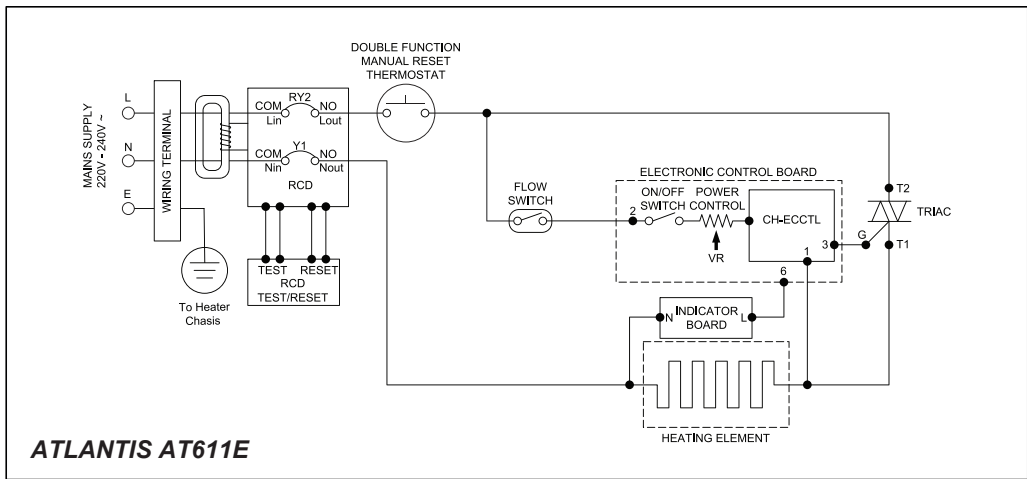 DOUBLE FUNCTION
MANUAL RESET
THERMOSTAT
MAINS SUPPLY
220V - 240V ~
L
N
E
WIRING TERMINAL
COM
RY2
NO
Lin
Lout
COM
Y1
NO
Nin
Nout
RCD
TEST
RESET
RCD
TEST/RESET
To Heater
Chasis
FLOW
SWITCH
ELECTRONIC CONTROL BOARD
ON/OFF
SWITCH
POWER
CONTROL
2
VR
CH-ECCTL
3
1
6
G
T2
TRIAC
T1
N
INDICATOR
BOARD
L
HEATING ELEMENT
ATLANTIS AT611E